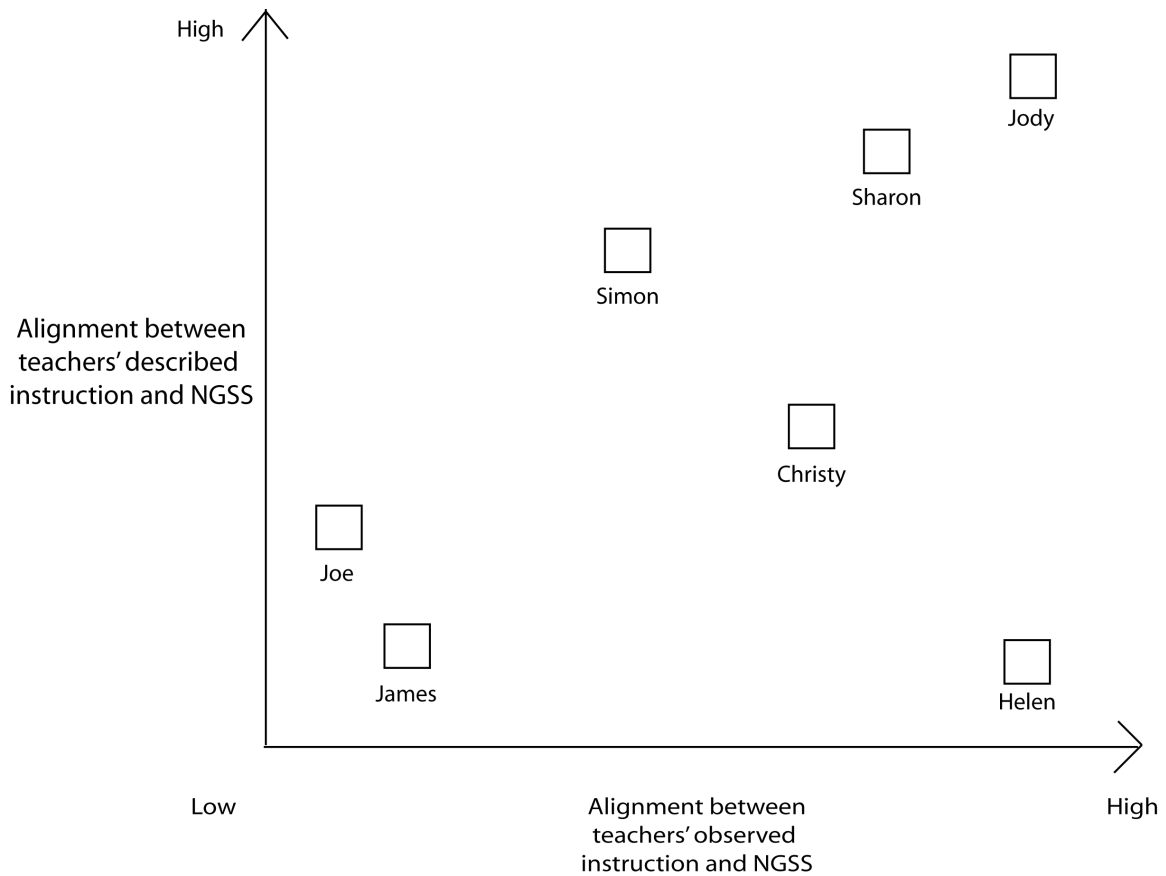 High
Jody
Sharon
Simon
Alignment between
teachers’ described
instruction and NGSS
Christy
Joe
James
Helen
Low
Alignment between
teachers’ observed
instruction and NGSS
High